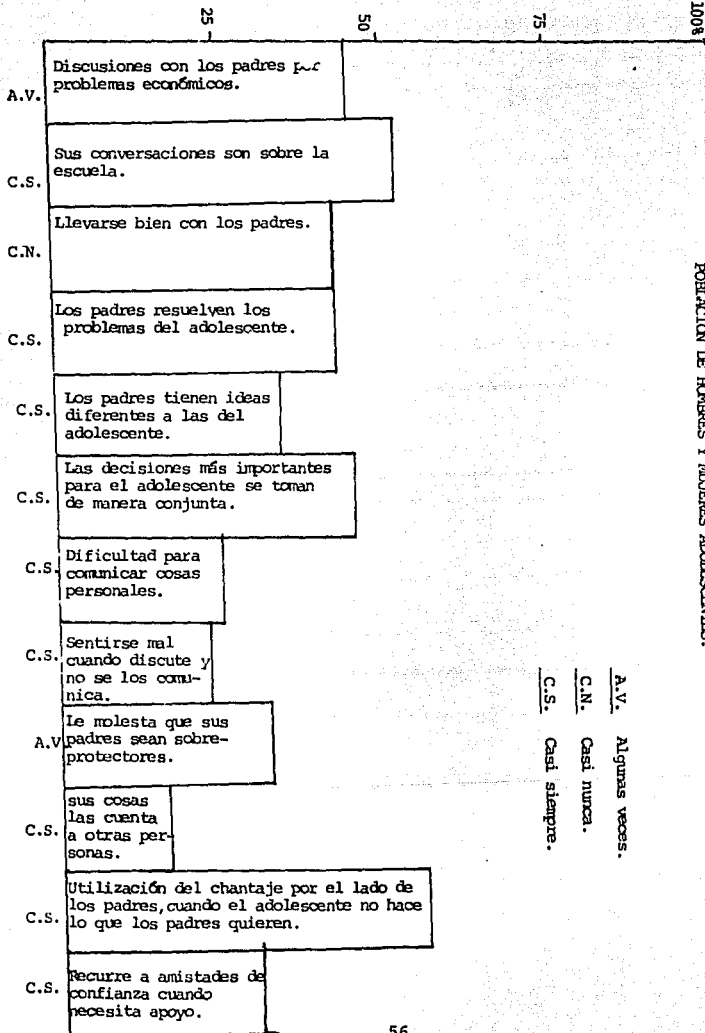 100%
75
50
25
POBLACION DE HOMBRES Y MUJERES ADOLESCENTES.
A.V. Algunas veces.
C.N. Casi nunca.
C.S. Casi siempre.
A.V.
Discusiones con los padres por
problemas económicos.
C.S.
Sus conversaciones son sobre la
escuela.
C.N.
Llevarse bien con los padres.
C.S.
Los padres resuelven los
problemas del adolescente.
C.S.
Los padres tienen ideas
diferentes a las del
adolescente.
C.S.
Las decisiones más importantes
para el adolescente se toman
de manera conjunta.
C.S.
Dificultad para
comunicar cosas
personales.
C.S.
Sentirse mal
cuando discute y
no se los comu-
nica.
A.V
Le molesta que sus
padres sean sobre-
protectores.
C.S.
sus cosas
las cuenta
a otras per-
sonas.
C.S.
Utilización del chantaje por el lado de
los padres,cuando el adolescente no hace
lo que los padres quieren.
C.S.
Recurre a amistades de
confianza cuando
necesita apoyo.
56